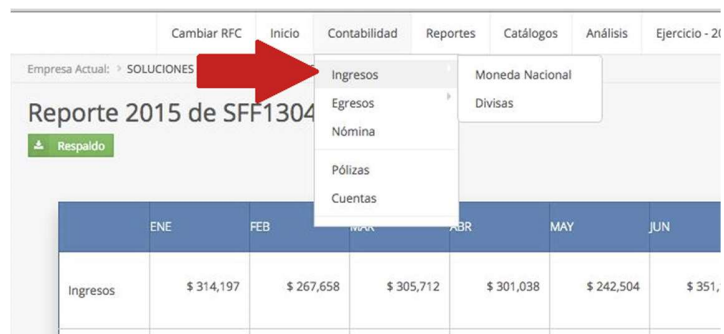 Cambiar RFC Inicio Contabilidad Reportes Catálogos Análisis Ejercicio - 20
Empresa Actual: > SOLUCIONES
Ingresos
Moneda Nacional
Egresos
Divisas
Nómina
Pólizas
Cuentas
Reporte 2015 de SFF1304
Respaldo
ENE FEB MAR ABR MAY JUN
Ingresos $ 314,197 $ 267,658 $ 305,712 $ 301,038 $ 242,504 $ 351,